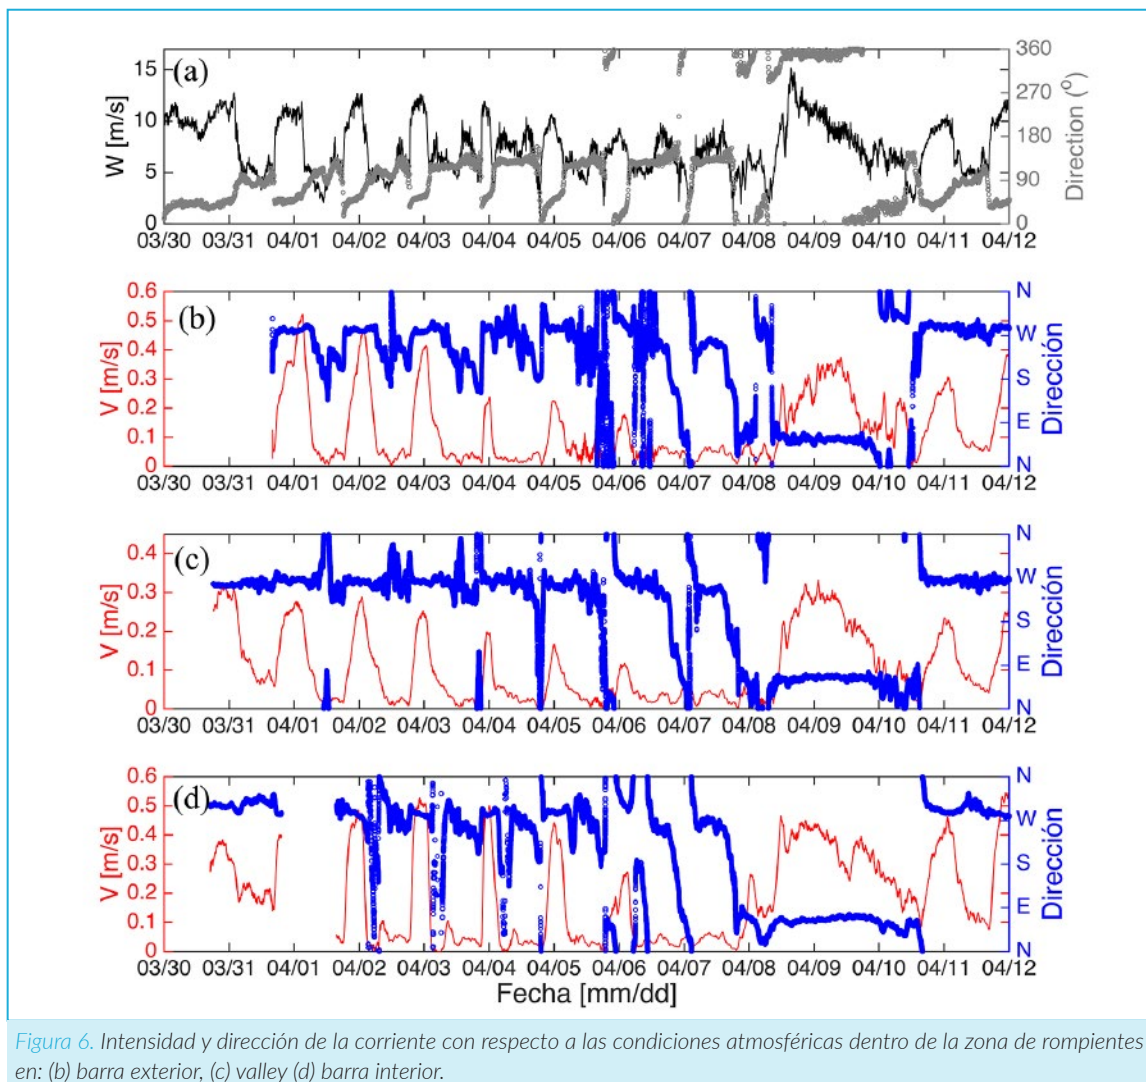 (a)
15
10
5
0
W [m/s]
360
270
180
90
0
Direction (º)
03/30 03/31 04/01 04/02 04/03 04/04 04/05 04/06 04/07 04/08 04/09 04/10 04/11 04/12
(b)
0.6
0.5
0.4
0.3
0.2
0.1
0
V [m/s]
N
W
S
E
N
Dirección
03/30 03/31 04/01 04/02 04/03 04/04 04/05 04/06 04/07 04/08 04/09 04/10 04/11 04/12
(c)
0.4
0.3
0.2
0.1
0
V [m/s]
N
W
S
E
N
Dirección
03/30 03/31 04/01 04/02 04/03 04/04 04/05 04/06 04/07 04/08 04/09 04/10 04/11 04/12
(d)
0.6
0.5
0.4
0.3
0.2
0.1
0
V [m/s]
N
W
S
E
N
Dirección
03/30 03/31 04/01 04/02 04/03 04/04 04/05 04/06 04/07 04/08 04/09 04/10 04/11 04/12
Fecha [mm/dd]
Figura 6. Intensidad y dirección de la corriente con respecto a las condiciones atmosféricas dentro de la zona de rompientes
en: (b) barra exterior, (c) valley (d) barra interior.